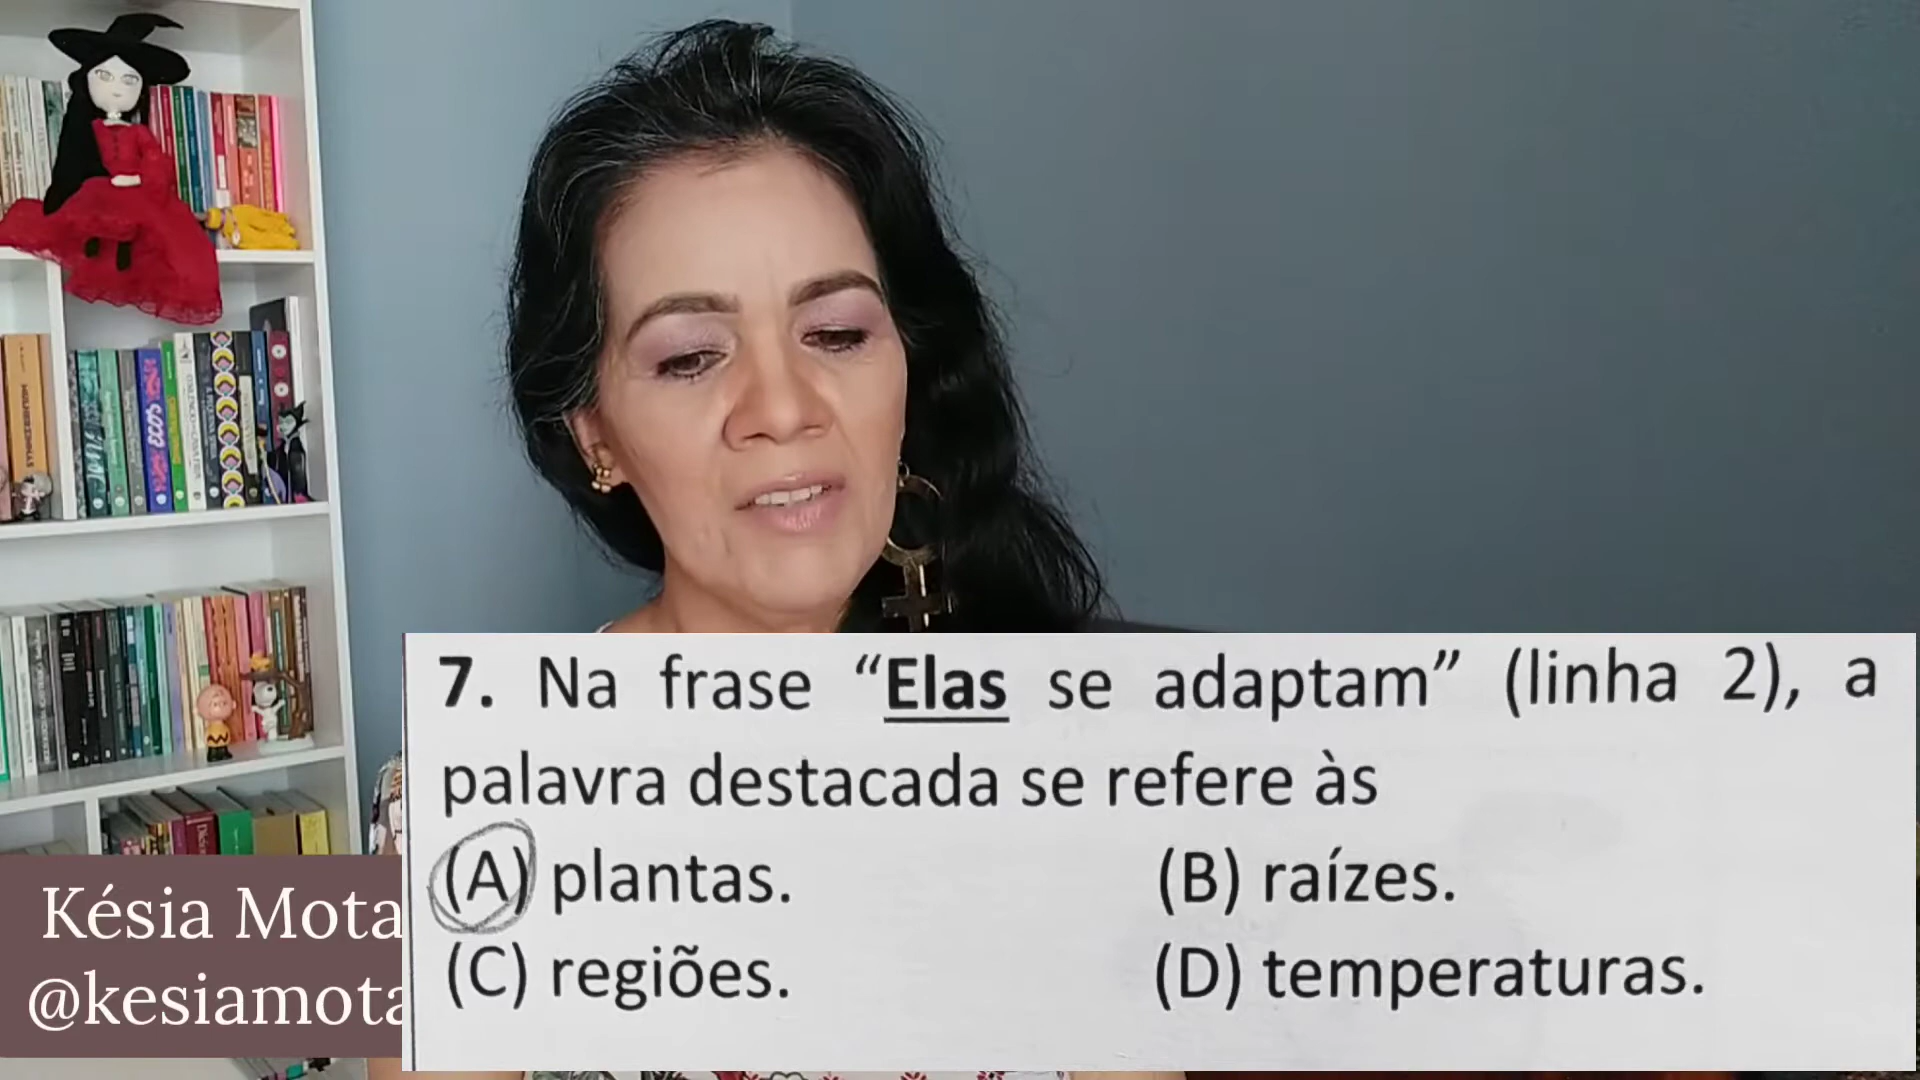 7. Na frase “Elas se adaptam” (linha 2), a
palavra destacada se refere às
(A) plantas. (B) raízes.
(C) regiões. (D) temperaturas.
Késia Mota
@kesiamota
ECOS